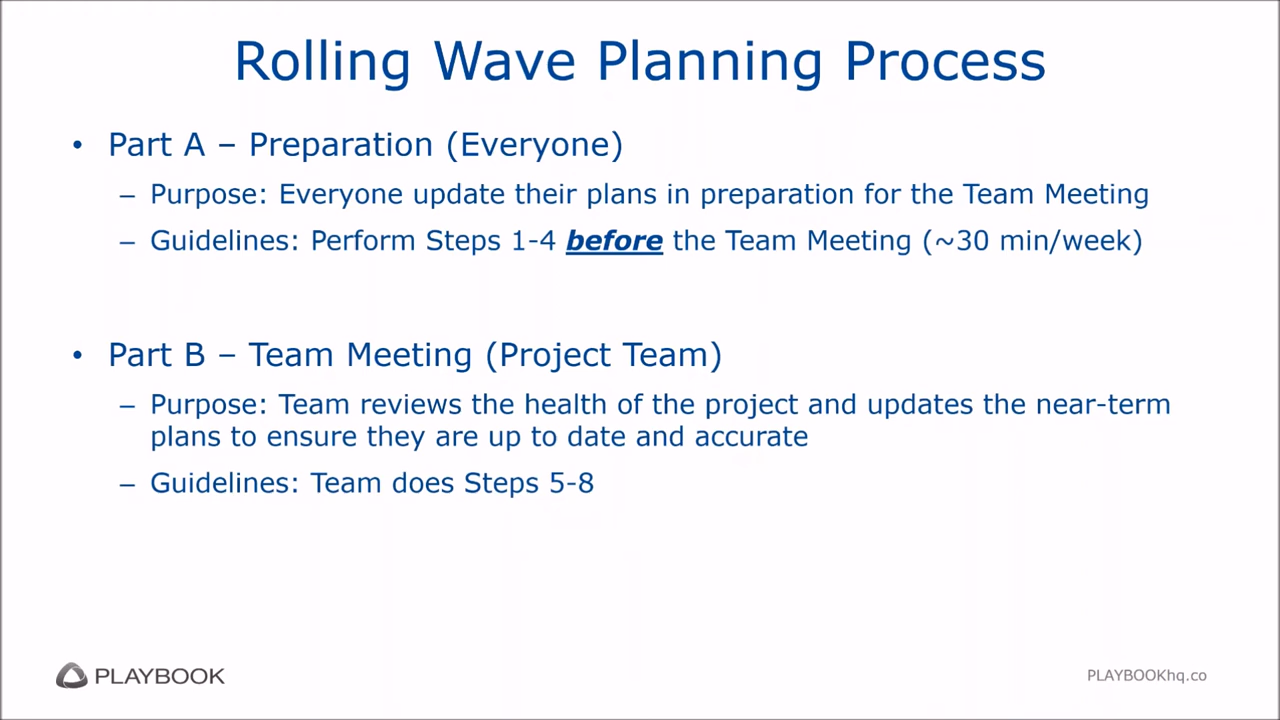 Rolling Wave Planning Process
• Part A – Preparation (Everyone)
– Purpose: Everyone update their plans in preparation for the Team Meeting
– Guidelines: Perform Steps 1-4 before the Team Meeting (~30 min/week)
• Part B – Team Meeting (Project Team)
– Purpose: Team reviews the health of the project and updates the near-term
plans to ensure they are up to date and accurate
– Guidelines: Team does Steps 5-8
PLAYBOOK
PLAYBOOKhq.co